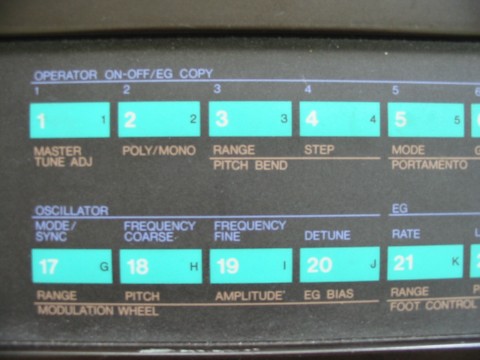 OPERATOR ON-OFF/EG COPY
1 2 3 4 5 6
1 1 2 2 3 3 4 4 5 5
MASTER TUNE ADJ POLY/MONO RANGE STEP MODE
PITCH BEND PORTAMENTO
OSCILLATOR EG
MODE/ FREQUENCY FREQUENCY
SYNC COARSE FINE DETUNE RATE
17 G 18 H 19 I 20 J 21 K
RANGE PITCH AMPLITUDE EG BIAS RANGE
MODULATION WHEEL FOOT CONTROL